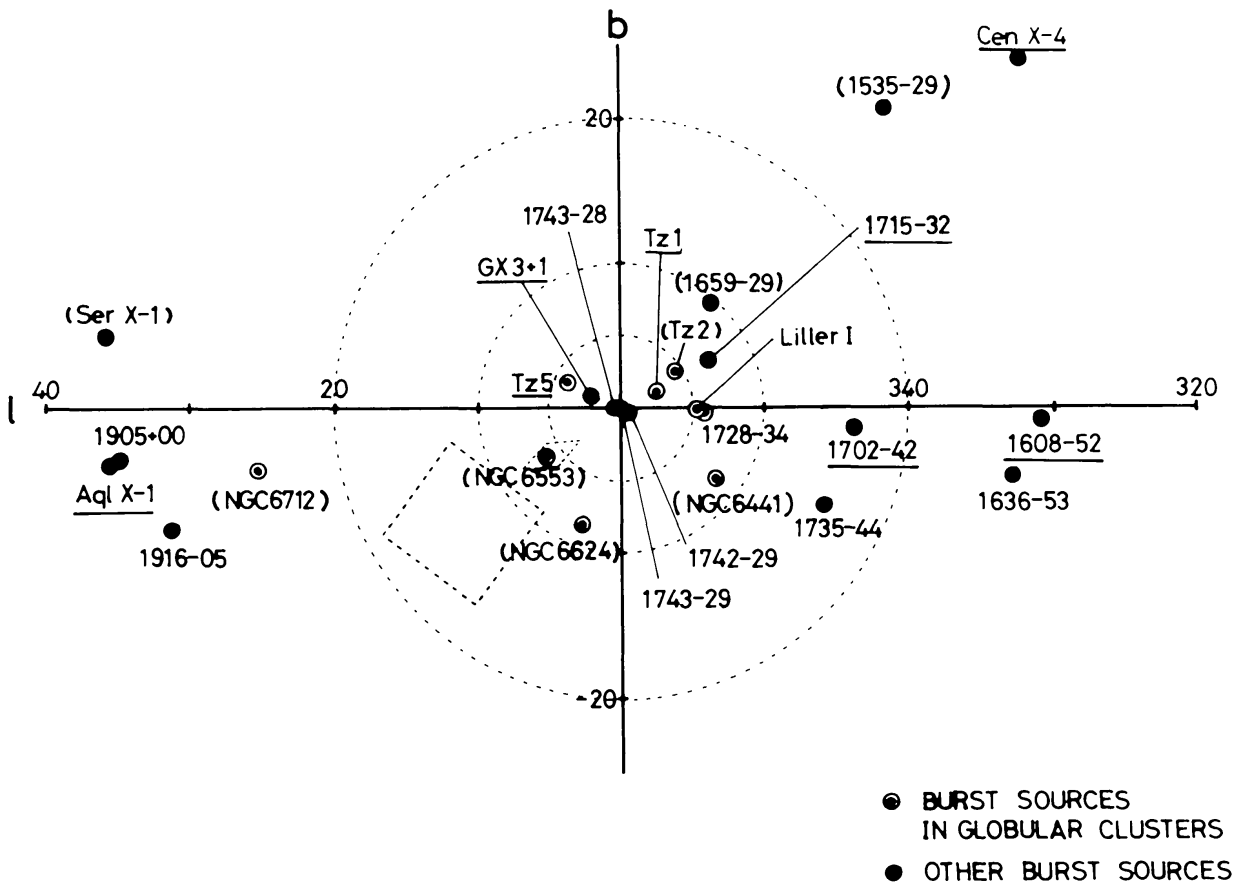 b
Cen X-4
(1535-29)
20
1743-28
Tz1
1715-32
GX3+1
(1659-29)
(Ser X-1)
(Tz2)
Liller I
Tz5
40
20
340
320
l
1905+00
1728-34
1702-42
1608-52
Aql X-1
(NGC6712)
(NGC6553)
(NGC6441)
1636-53
1735-44
1916-05
(NGC6624)
1742-29
1743-29
-20
BURST SOURCES
IN GLOBULAR CLUSTERS
OTHER BURST SOURCES